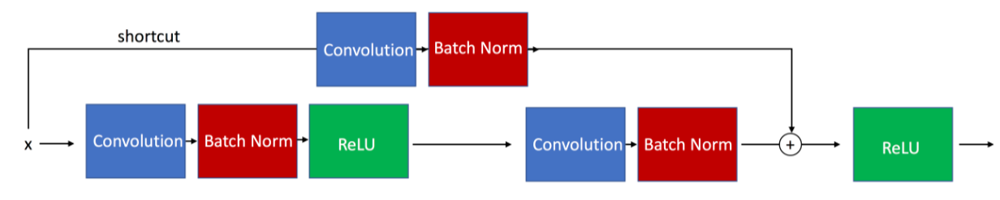 shortcut
Convolution
Batch Norm
x
Convolution
Batch Norm
ReLU
Convolution
Batch Norm
+
ReLU